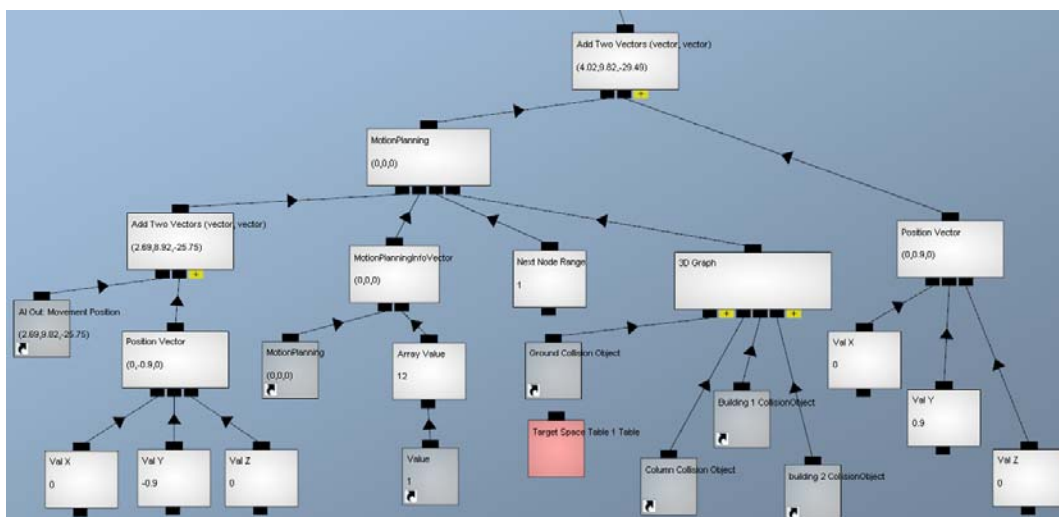 Add Two Vectors (vector, vector)
(4.02,9.82,-29.49)
+
MotionPlanning
(0,0,0)
Add Two Vectors (vector, vector)
(2.69,8.92,-25.75)
+
MotionPlanningInfoVector
(0,0,0)
Next Node Range
1
3D Graph
+
+
Position Vector
(0,0.9,0)
AI Out: Movement Position
(2.69,9.82,-25.75)
Position Vector
(0,-0.9,0)
MotionPlanning
(0,0,0)
Array Value
12
Ground Collision Object
Val X
0
Building 1 CollisionObject
Val Y
0.9
Target Space Table 1 Table
Val X
0
Val Y
-0.9
Val Z
0
Value
1
Column Collision Object
building 2 CollisionObject
Val Z
0